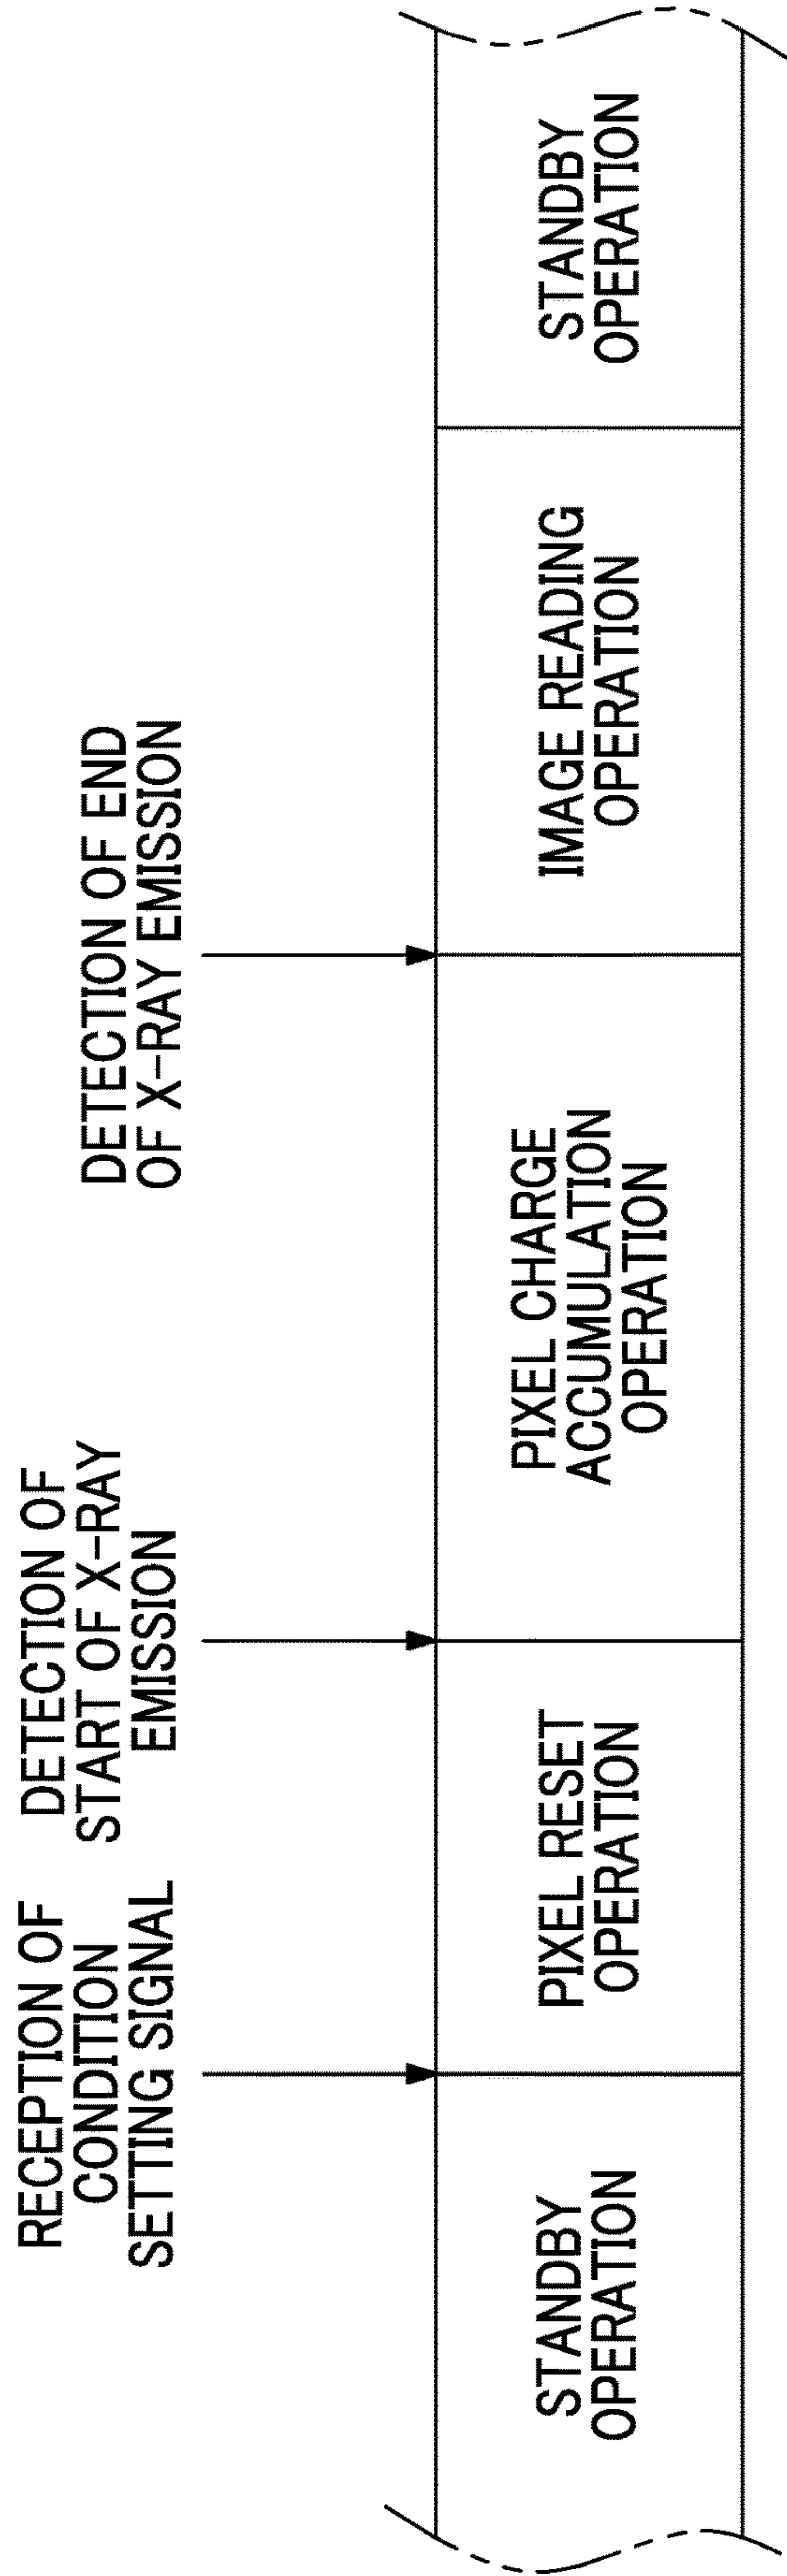 RECEPTION OF
CONDITION
SETTING SIGNAL
DETECTION OF
START OF X-RAY
EMISSION
DETECTION OF END
OF X-RAY EMISSION
STANDBY
OPERATION
PIXEL RESET
OPERATION
PIXEL CHARGE
ACCUMULATION
OPERATION
IMAGE READING
OPERATION
STANDBY
OPERATION